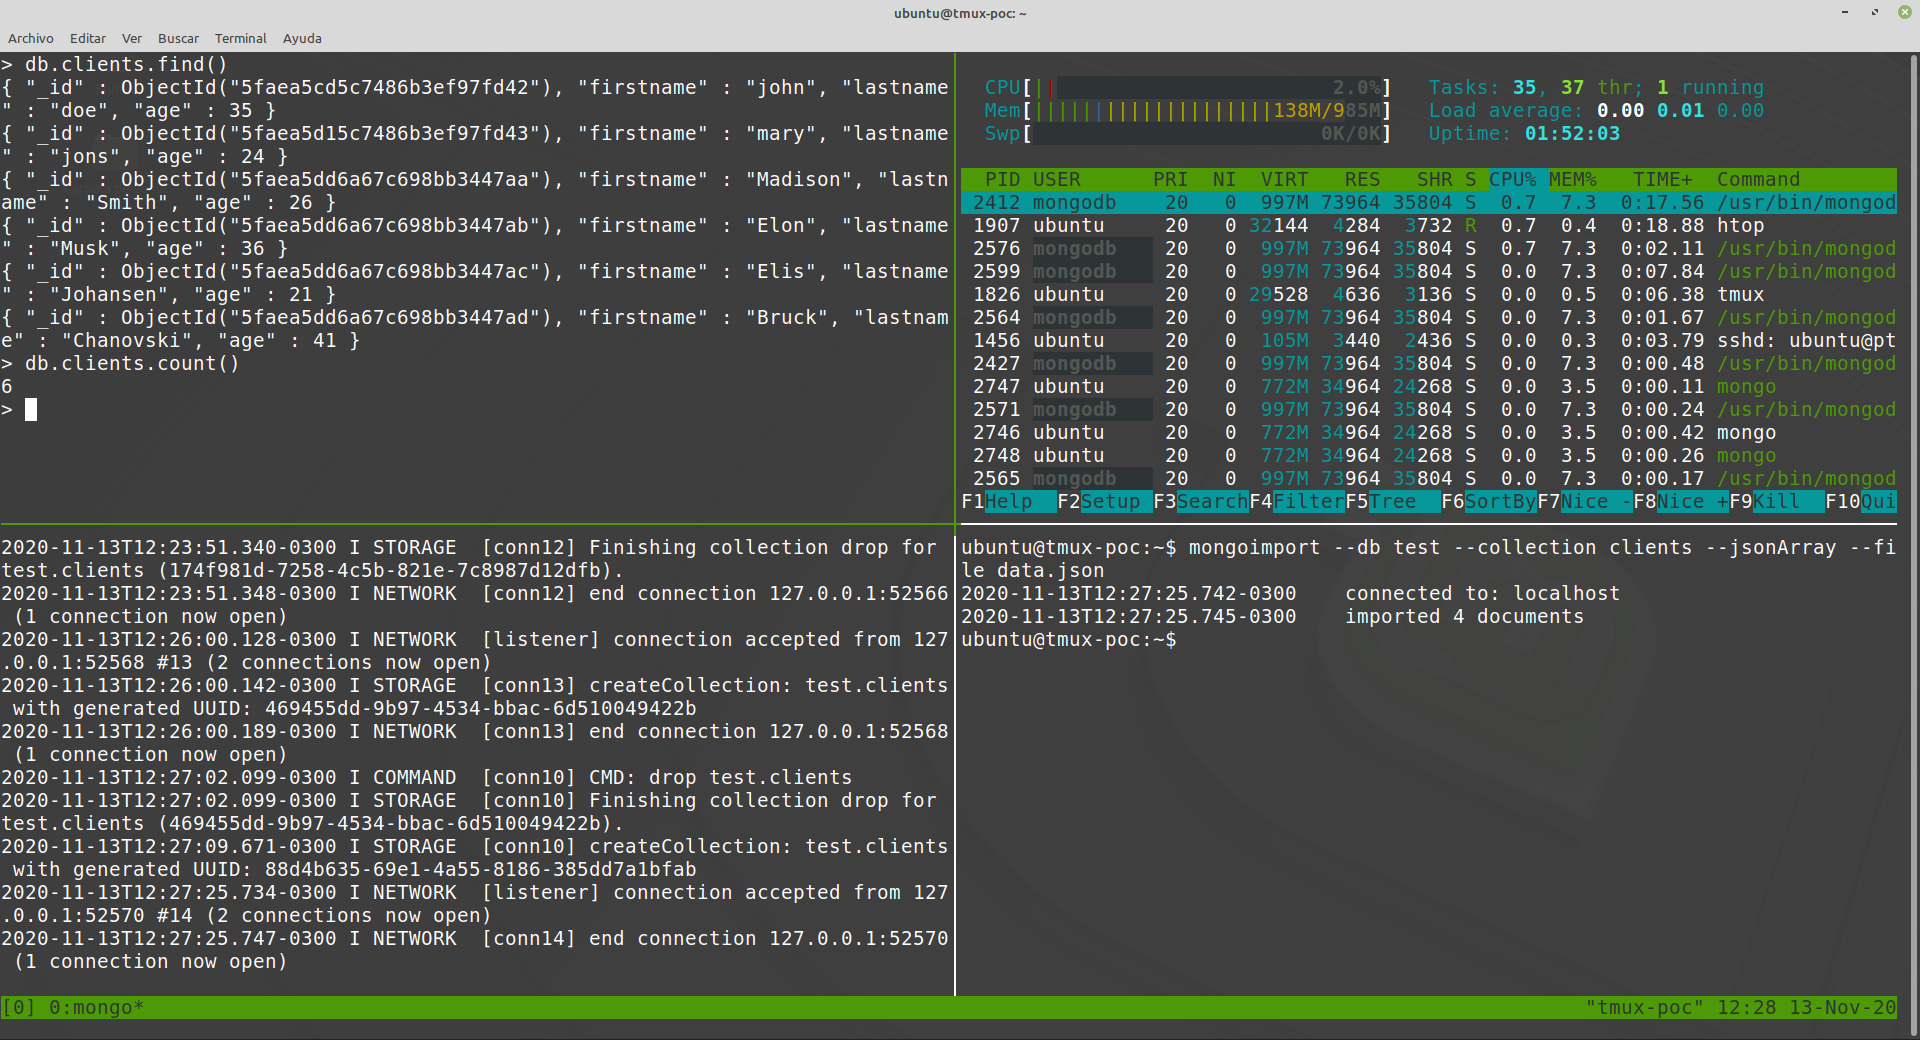 ubuntu@tmux-poc: ~
Archivo Editar Ver Buscar Terminal Ayuda
> db.clients.find()
{ "_id" : ObjectId("5faea5cd5c7486b3ef97fd42"), "firstname" : "john", "lastname
" : "doe", "age" : 35 }
{ "_id" : ObjectId("5faea5d15c7486b3ef97fd43"), "firstname" : "mary", "lastname
" : "jons", "age" : 24 }
{ "_id" : ObjectId("5faea5dd6a67c698bb3447aa"), "firstname" : "Madison", "lastn
ame" : "Smith", "age" : 26 }
{ "_id" : ObjectId("5faea5dd6a67c698bb3447ab"), "firstname" : "Elon", "lastname
" : "Musk", "age" : 36 }
{ "_id" : ObjectId("5faea5dd6a67c698bb3447ac"), "firstname" : "Elis", "lastname
" : "Johansen", "age" : 21 }
{ "_id" : ObjectId("5faea5dd6a67c698bb3447ad"), "firstname" : "Bruck", "lastnam
e" : "Chanovski", "age" : 41 }
> db.clients.count()
6
>
CPU[|| 2.0%] Tasks: 35, 37 thr; 1 running
Mem[||||||||||||||||||||138M/985M] Load average: 0.00 0.01 0.00
Swp[ 0K/0K] Uptime: 01:52:03
PID USER PRI NI VIRT RES SHR S CPU% MEM% TIME+ Command
2412 mongodb 20 0 997M 73964 35804 S 0.7 7.3 0:17.56 /usr/bin/mongod
1907 ubuntu 20 0 32144 4284 3732 R 0.7 0.4 0:18.88 htop
2576 mongodb 20 0 997M 73964 35804 S 0.7 7.3 0:02.11 /usr/bin/mongod
2599 mongodb 20 0 997M 73964 35804 S 0.0 7.3 0:07.84 /usr/bin/mongod
1826 ubuntu 20 0 29528 4636 3136 S 0.0 0.5 0:06.38 tmux
2564 mongodb 20 0 997M 73964 35804 S 0.0 7.3 0:01.67 /usr/bin/mongod
1456 ubuntu 20 0 105M 3440 2436 S 0.0 0.3 0:03.79 sshd: ubuntu@pt
2427 mongodb 20 0 997M 73964 35804 S 0.0 7.3 0:00.48 /usr/bin/mongod
2747 ubuntu 20 0 772M 34964 24268 S 0.0 3.5 0:00.11 mongo
2571 mongodb 20 0 997M 73964 35804 S 0.0 7.3 0:00.24 /usr/bin/mongod
2746 ubuntu 20 0 772M 34964 24268 S 0.0 3.5 0:00.42 mongo
2748 ubuntu 20 0 772M 34964 24268 S 0.0 3.5 0:00.26 mongo
2565 mongodb 20 0 997M 73964 35804 S 0.0 7.3 0:00.17 /usr/bin/mongod
F1Help F2Setup F3SearchF4FilterF5Tree F6SortByF7Nice -F8Nice +F9Kill F10Qui
2020-11-13T12:23:51.340-0300 I STORAGE [conn12] Finishing collection drop for
test.clients (174f981d-7258-4c5b-821e-7c8987d12dfb).
2020-11-13T12:23:51.348-0300 I NETWORK [conn12] end connection 127.0.0.1:52566
(1 connection now open)
2020-11-13T12:26:00.128-0300 I NETWORK [listener] connection accepted from 127
.0.0.1:52568 #13 (2 connections now open)
2020-11-13T12:26:00.142-0300 I STORAGE [conn13] createCollection: test.clients
with generated UUID: 469455dd-9b97-4534-bbac-6d510049422b
2020-11-13T12:26:00.189-0300 I NETWORK [conn13] end connection 127.0.0.1:52568
(1 connection now open)
2020-11-13T12:27:02.099-0300 I COMMAND [conn10] CMD: drop test.clients
2020-11-13T12:27:02.099-0300 I STORAGE [conn10] Finishing collection drop for
test.clients (469455dd-9b97-4534-bbac-6d510049422b).
2020-11-13T12:27:09.671-0300 I STORAGE [conn10] createCollection: test.clients
with generated UUID: 88d4b635-69e1-4a55-8186-385dd7a1bfab
2020-11-13T12:27:25.734-0300 I NETWORK [listener] connection accepted from 127
.0.0.1:52570 #14 (2 connections now open)
2020-11-13T12:27:25.747-0300 I NETWORK [conn14] end connection 127.0.0.1:52570
(1 connection now open)
ubuntu@tmux-poc:~$ mongoimport --db test --collection clients --jsonArray --fi
le data.json
2020-11-13T12:27:25.742-0300 connected to: localhost
2020-11-13T12:27:25.745-0300 imported 4 documents
ubuntu@tmux-poc:~$
[0] 0:mongo* "tmux-poc" 12:28 13-Nov-20